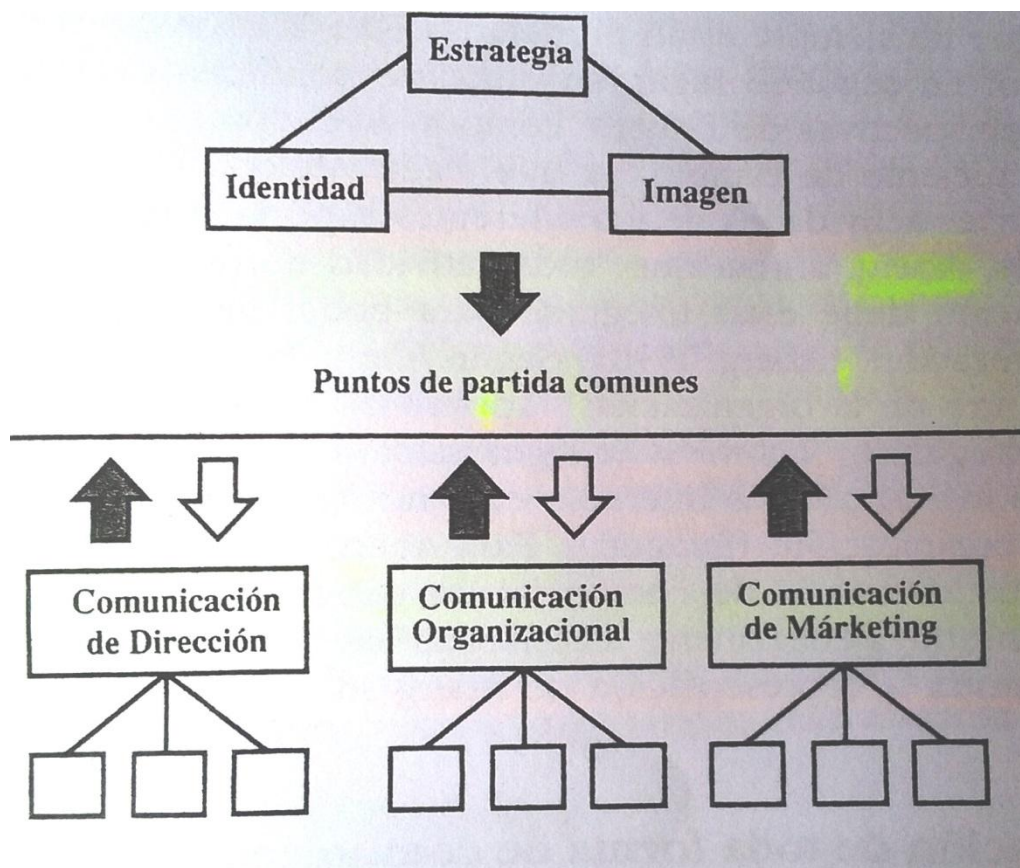 Estrategia
Identidad
Imagen
Puntos de partida comunes
Comunicación
de Dirección
Comunicación
Organizacional
Comunicación
de Márketing